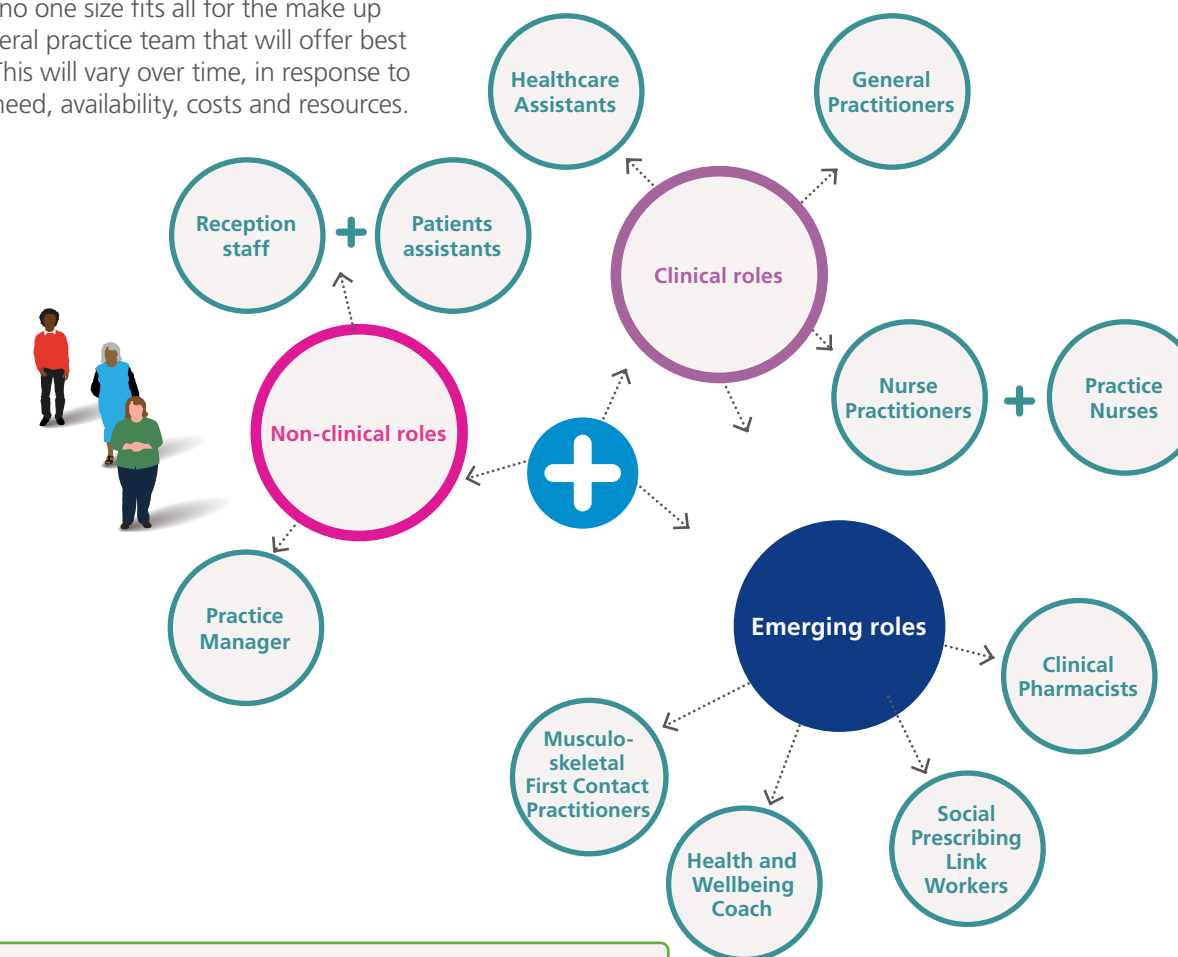 no one size fits all for the make up
eral practice team that will offer best
This will vary over time, in response to
need, availability, costs and resources.
Healthcare
Assistants
General
Practitioners
Reception
staff
+
Patients
assistants
Clinical roles
Non-clinical roles
Nurse
Practitioners
+
Practice
Nurses
Practice
Manager
Emerging roles
Clinical
Pharmacists
Musculo-
skeletal
First Contact
Practitioners
Social
Prescribing
Link
Workers
Health and
Wellbeing
Coach